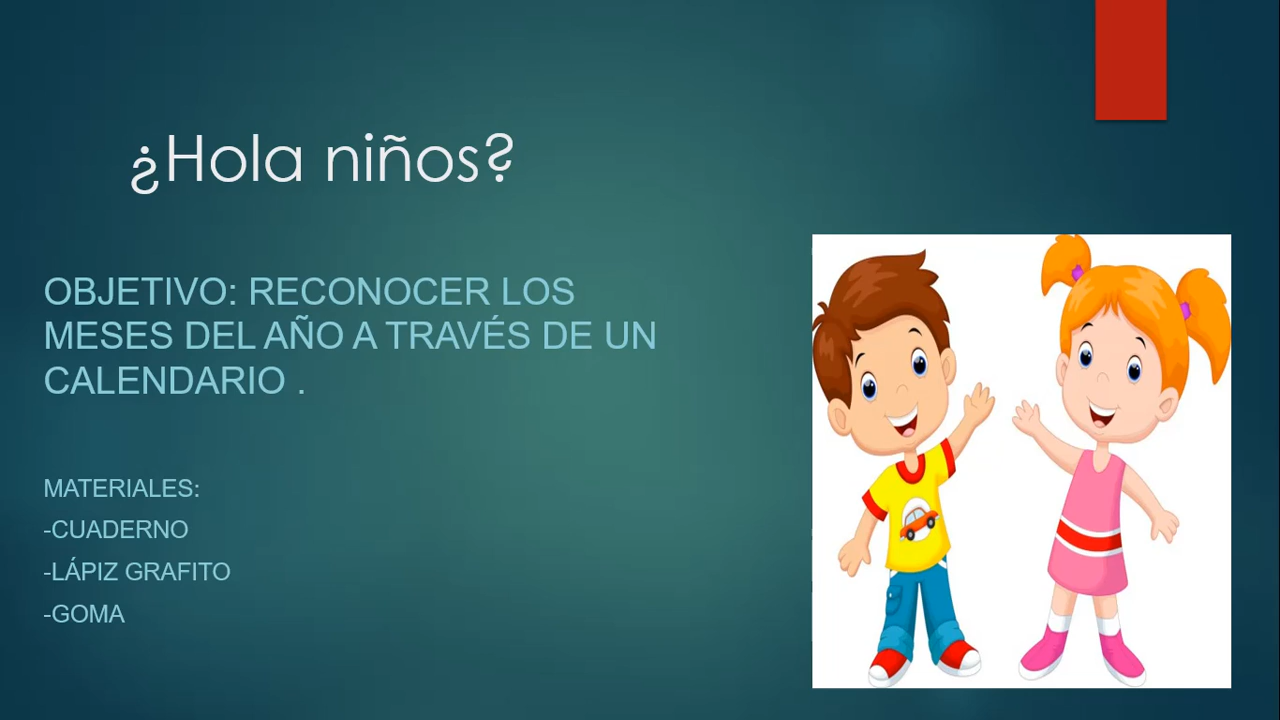 ¿Hola niños?
OBJETIVO: RECONOCER LOS
MESES DEL AÑO A TRAVÉS DE UN
CALENDARIO .
MATERIALES:
-CUADERNO
-LÁPIZ GRAFITO
-GOMA